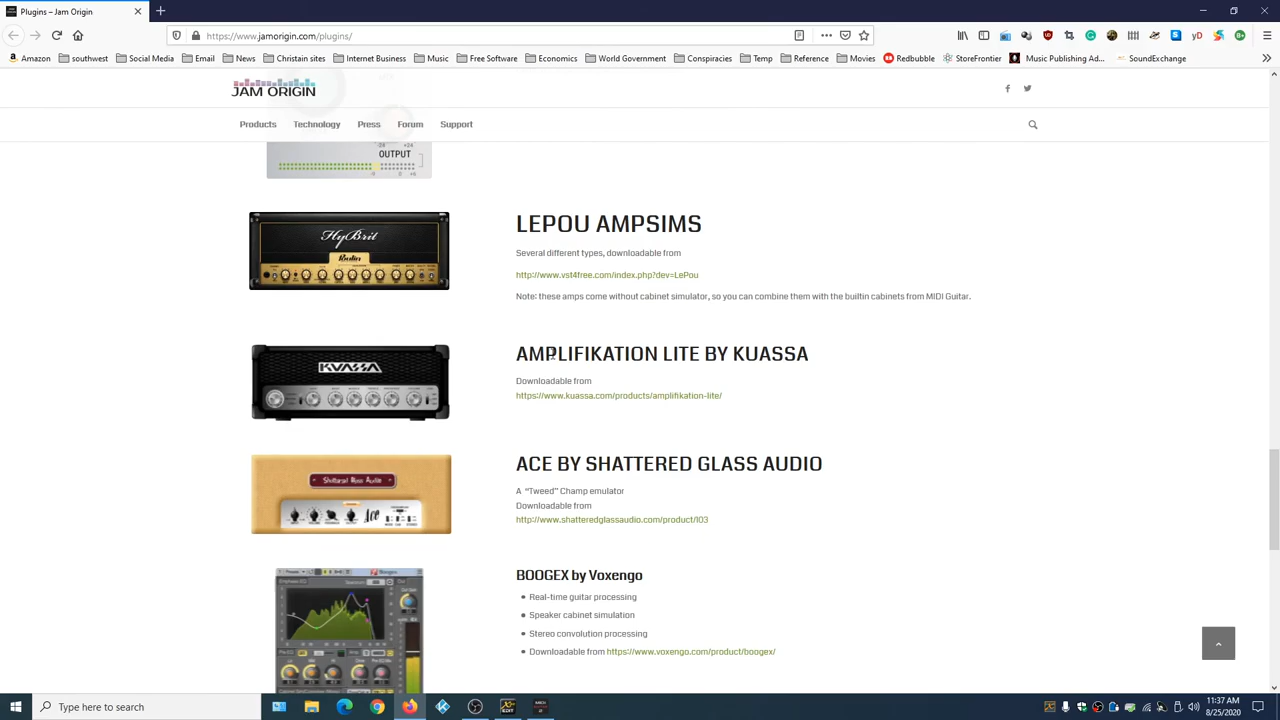 Plugins – Jam Origin
https://www.jamorigin.com/plugins/
Amazon southwest Social Media Email News Christain sites Internet Business Music Free Software Economics World Government Conspiracies Temp Reference Movies Redbubble StoreFrontier Music Publishing Ad... SoundExchange
JAM ORIGIN
Products Technology Press Forum Support
OUTPUT
HyBrit
LEPOU AMPSIMS
Several different types, downloadable from
http://www.vst4free.com/index.php?dev=LePou
Note: these amps come without cabinet simulator, so you can combine them with the builtin cabinets from MIDI Guitar.
KUASSA
AMPLIFIKATION LITE BY KUASSA
Downloadable from
https://www.kuassa.com/products/amplifikation-lite/
Shattered Glass Audio
Ace
ACE BY SHATTERED GLASS AUDIO
A “Tweed” Champ emulator
Downloadable from
http://www.shatteredglassaudio.com/product/103
BOOGEX by Voxengo
Real-time guitar processing
Speaker cabinet simulation
Stereo convolution processing
Downloadable from https://www.voxengo.com/product/boogex/
Type here to search
11:37 AM
8/25/2020